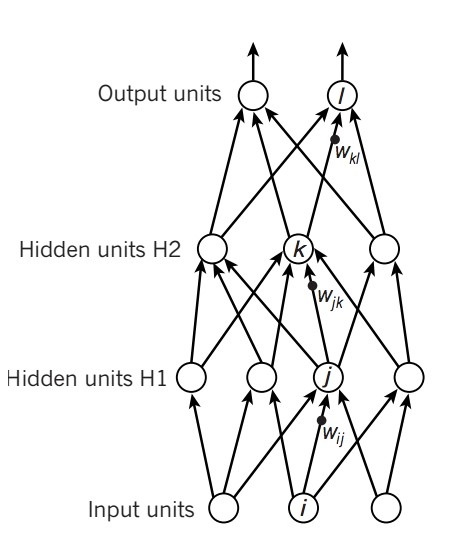 Output units
l
w_kl
Hidden units H2
k
w_jk
Hidden units H1
j
w_ij
Input units
i